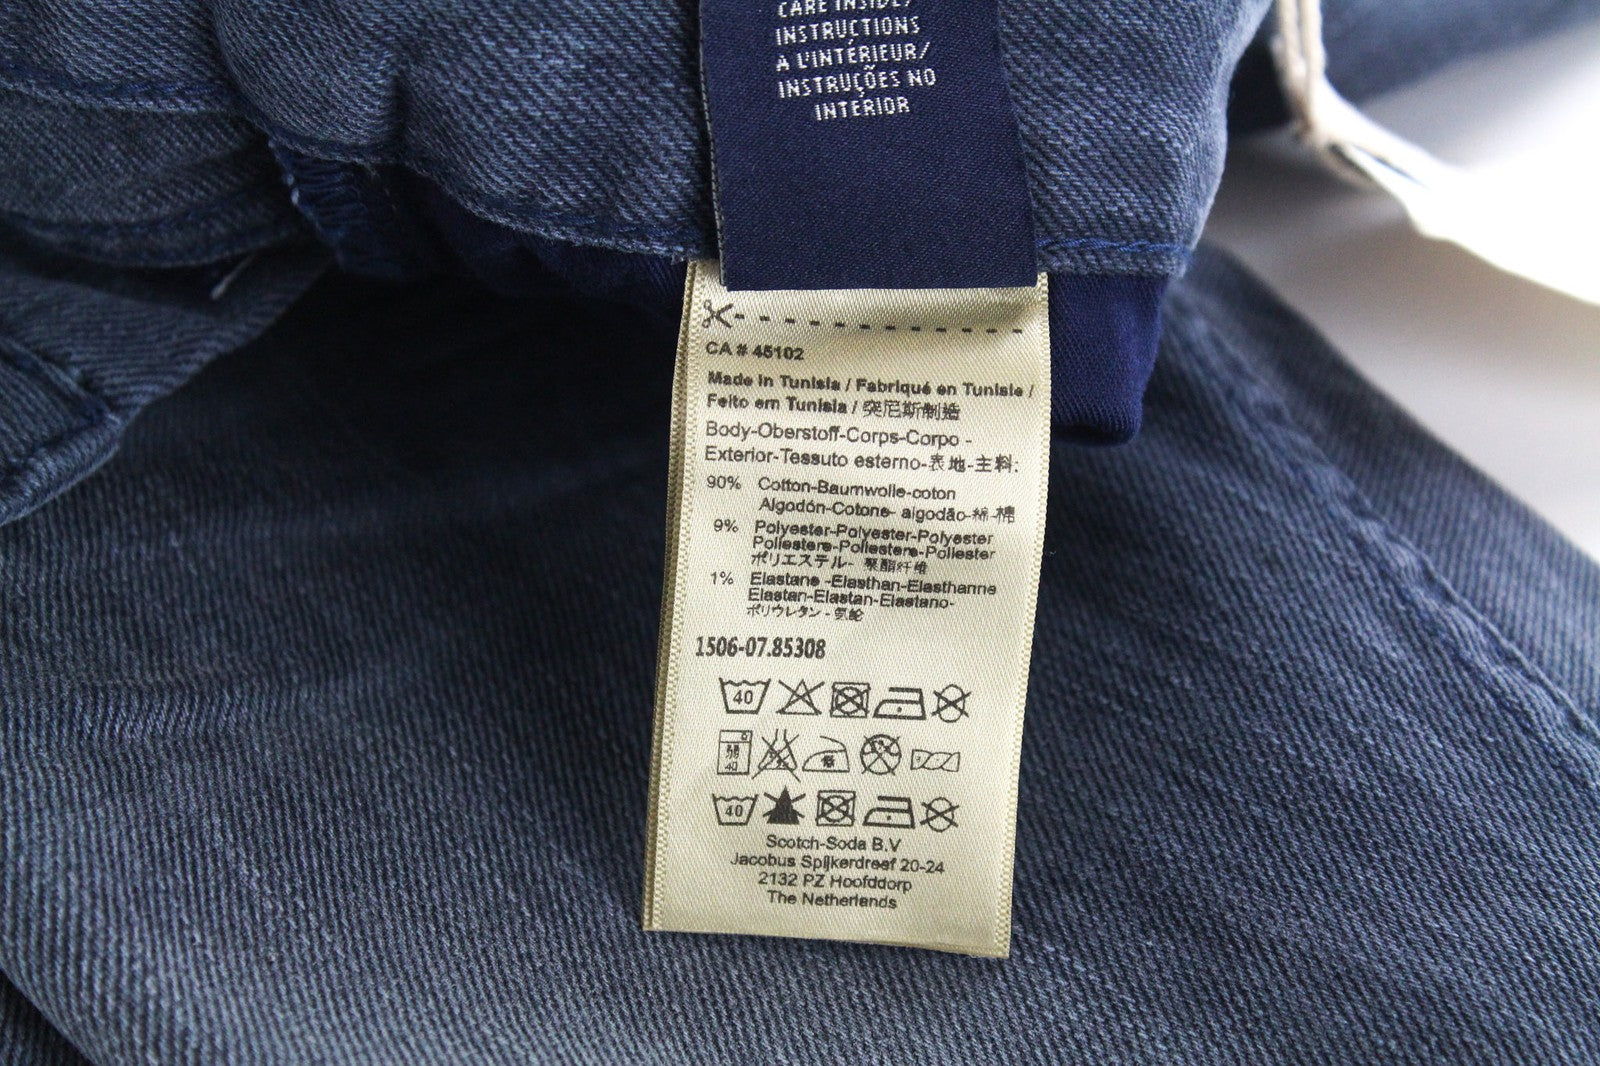 CARE INSIDE/
INSTRUCTIONS
A L'INTÉRIEUR/
INSTRUÇÕES NO
INTÉRIOR
CA # 45102
Made in Tunisia / Fabriqué en Tunisie /
Feito em Tunisia / 突尼斯制造
Body-Oberstoff-Corps-Corpo -
Exterior-Tessuto esterno-表地-主料:
90% Cotton-Baumwolle-coton
Algodón-Cotone- algodão-棉-棉
9% Polyester-Polyester-Polyester
Poliestere-Poliestere-Poliester
ポリエステル- 聚酯纤维
1% Elastane -Elasthan-Elasthanne
Elastan-Elastan-Elastano-
ポリウレタン - 氨纶
1506-07.85308
40
40
40
Scotch-Soda B.V
Jacobus Spijkerdreef 20-24
2132 PZ Hoofddorp
The Netherlands